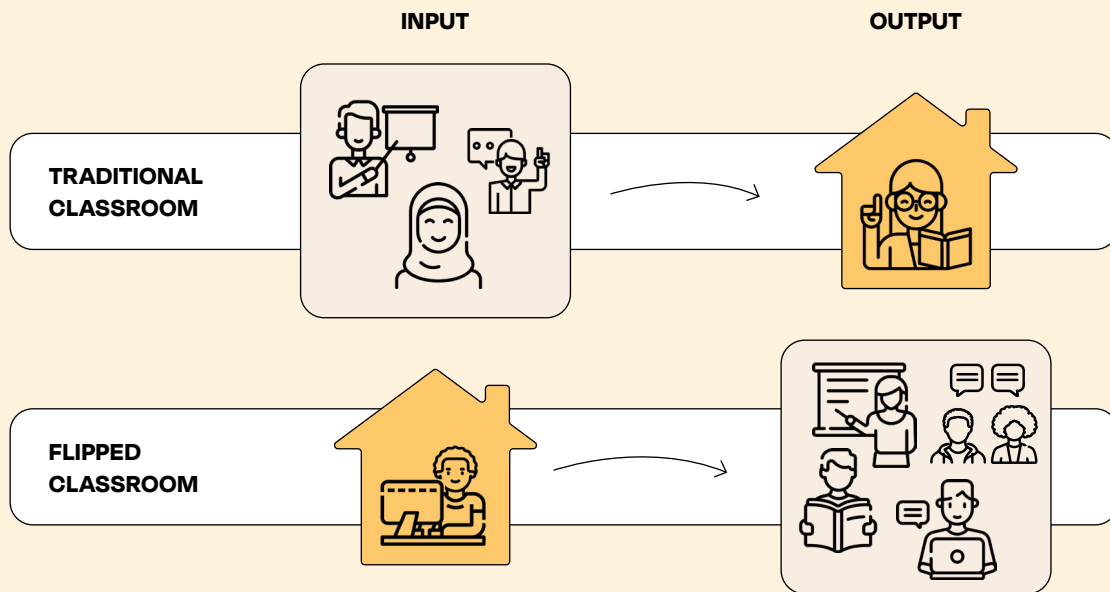 INPUT
OUTPUT
TRADITIONAL
CLASSROOM
FLIPPED
CLASSROOM